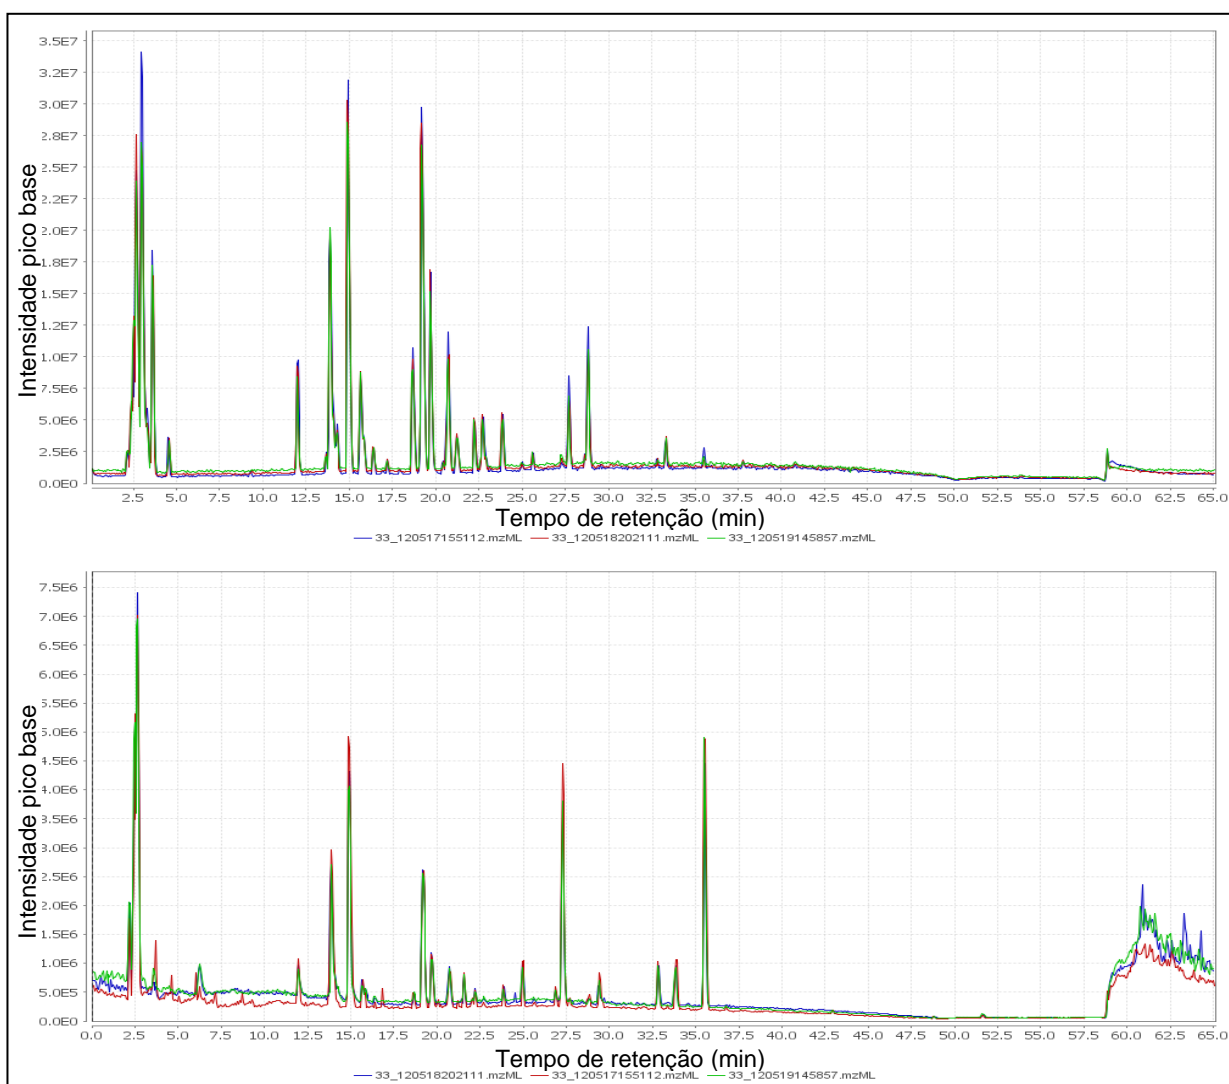 3.5E7
3.2E7
3.0E7
2.8E7
2.5E7
2.2E7
2.0E7
1.8E7
1.5E7
1.2E7
1.0E7
7.5E6
5.0E6
2.5E6
0.0E0
Intensidade pico base
2.5 5.0 7.5 10.0 12.5 15.0 17.5 20.0 22.5 25.0 27.5 30.0 32.5 35.0 37.5 40.0 42.5 45.0 47.5 50.0 52.5 55.0 57.5 60.0 62.5 65.0
Tempo de retenção (min)
33_120517155112.mzML 33_120518202111.mzML 33_120519145857.mzML
7.5E6
7.0E6
6.5E6
6.0E6
5.5E6
5.0E6
4.5E6
4.0E6
3.5E6
3.0E6
2.5E6
2.0E6
1.5E6
1.0E6
5.0E5
0.0E0
Intensidade pico base
0.0 2.5 5.0 7.5 10.0 12.5 15.0 17.5 20.0 22.5 25.0 27.5 30.0 32.5 35.0 37.5 40.0 42.5 45.0 47.5 50.0 52.5 55.0 57.5 60.0 62.5 65.0
Tempo de retenção (min)
33_120518202111.mzML 33_120517155112.mzML 33_120519145857.mzML